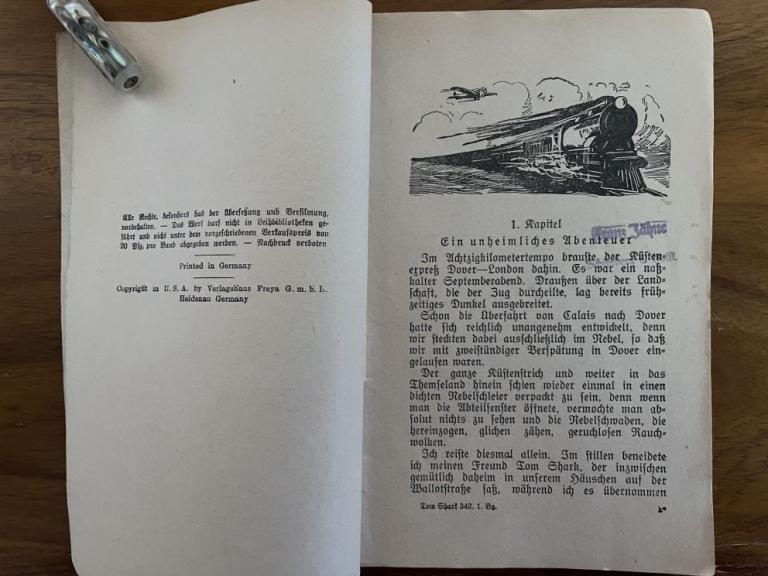 Alle Rechte, besonders das der Übersetzung und Verfilmung,
vorbehalten. — Das Werk darf nicht in Leihbibliotheken ge-
führt und nicht unter dem vorgeschriebenen Verkaufspreis von
20 Pfg. pro Band abgegeben werden. — Nachdruck verboten
Printed in Germany
Copyright in U. S. A. by Verlagshaus Freya G. m. b. H.
Heidenau Germany
1. Kapitel
Ein unheimliches Abenteuer
Im Achtzigkilometertempo brauste der Küsten-
expreß Dover—London dahin. Es war ein naß-
kalter Septemberabend. Draußen über der Land-
schaft, die der Zug durcheilte, lag bereits früh-
zeitiges Dunkel ausgebreitet.
Schon die Überfahrt von Calais nach Dover
hatte sich reichlich unangenehm entwickelt, denn
wir steckten dabei ausschließlich im Nebel, so daß
wir mit zweistündiger Verspätung in Dover ein-
gelaufen waren.
Der ganze Küstenstrich und weiter in das
Themseland hinein schien wieder einmal in einen
dichten Nebelschleier verpackt zu sein, denn wenn
man die Abteilfenster öffnete, vermochte man ab-
solut nichts zu sehen und die Nebelschwaden, die
hereinzogen, glichen zähen, geruchlosen Rauch-
wolken.
Ich reiste diesmal allein. Im stillen beneidete
ich meinen Freund Tom Shark, der inzwischen
gemütlich daheim in unserem Häuschen auf der
Wallotstraße saß, während ich es übernommen
Tom Shark 342. 1. Bg.